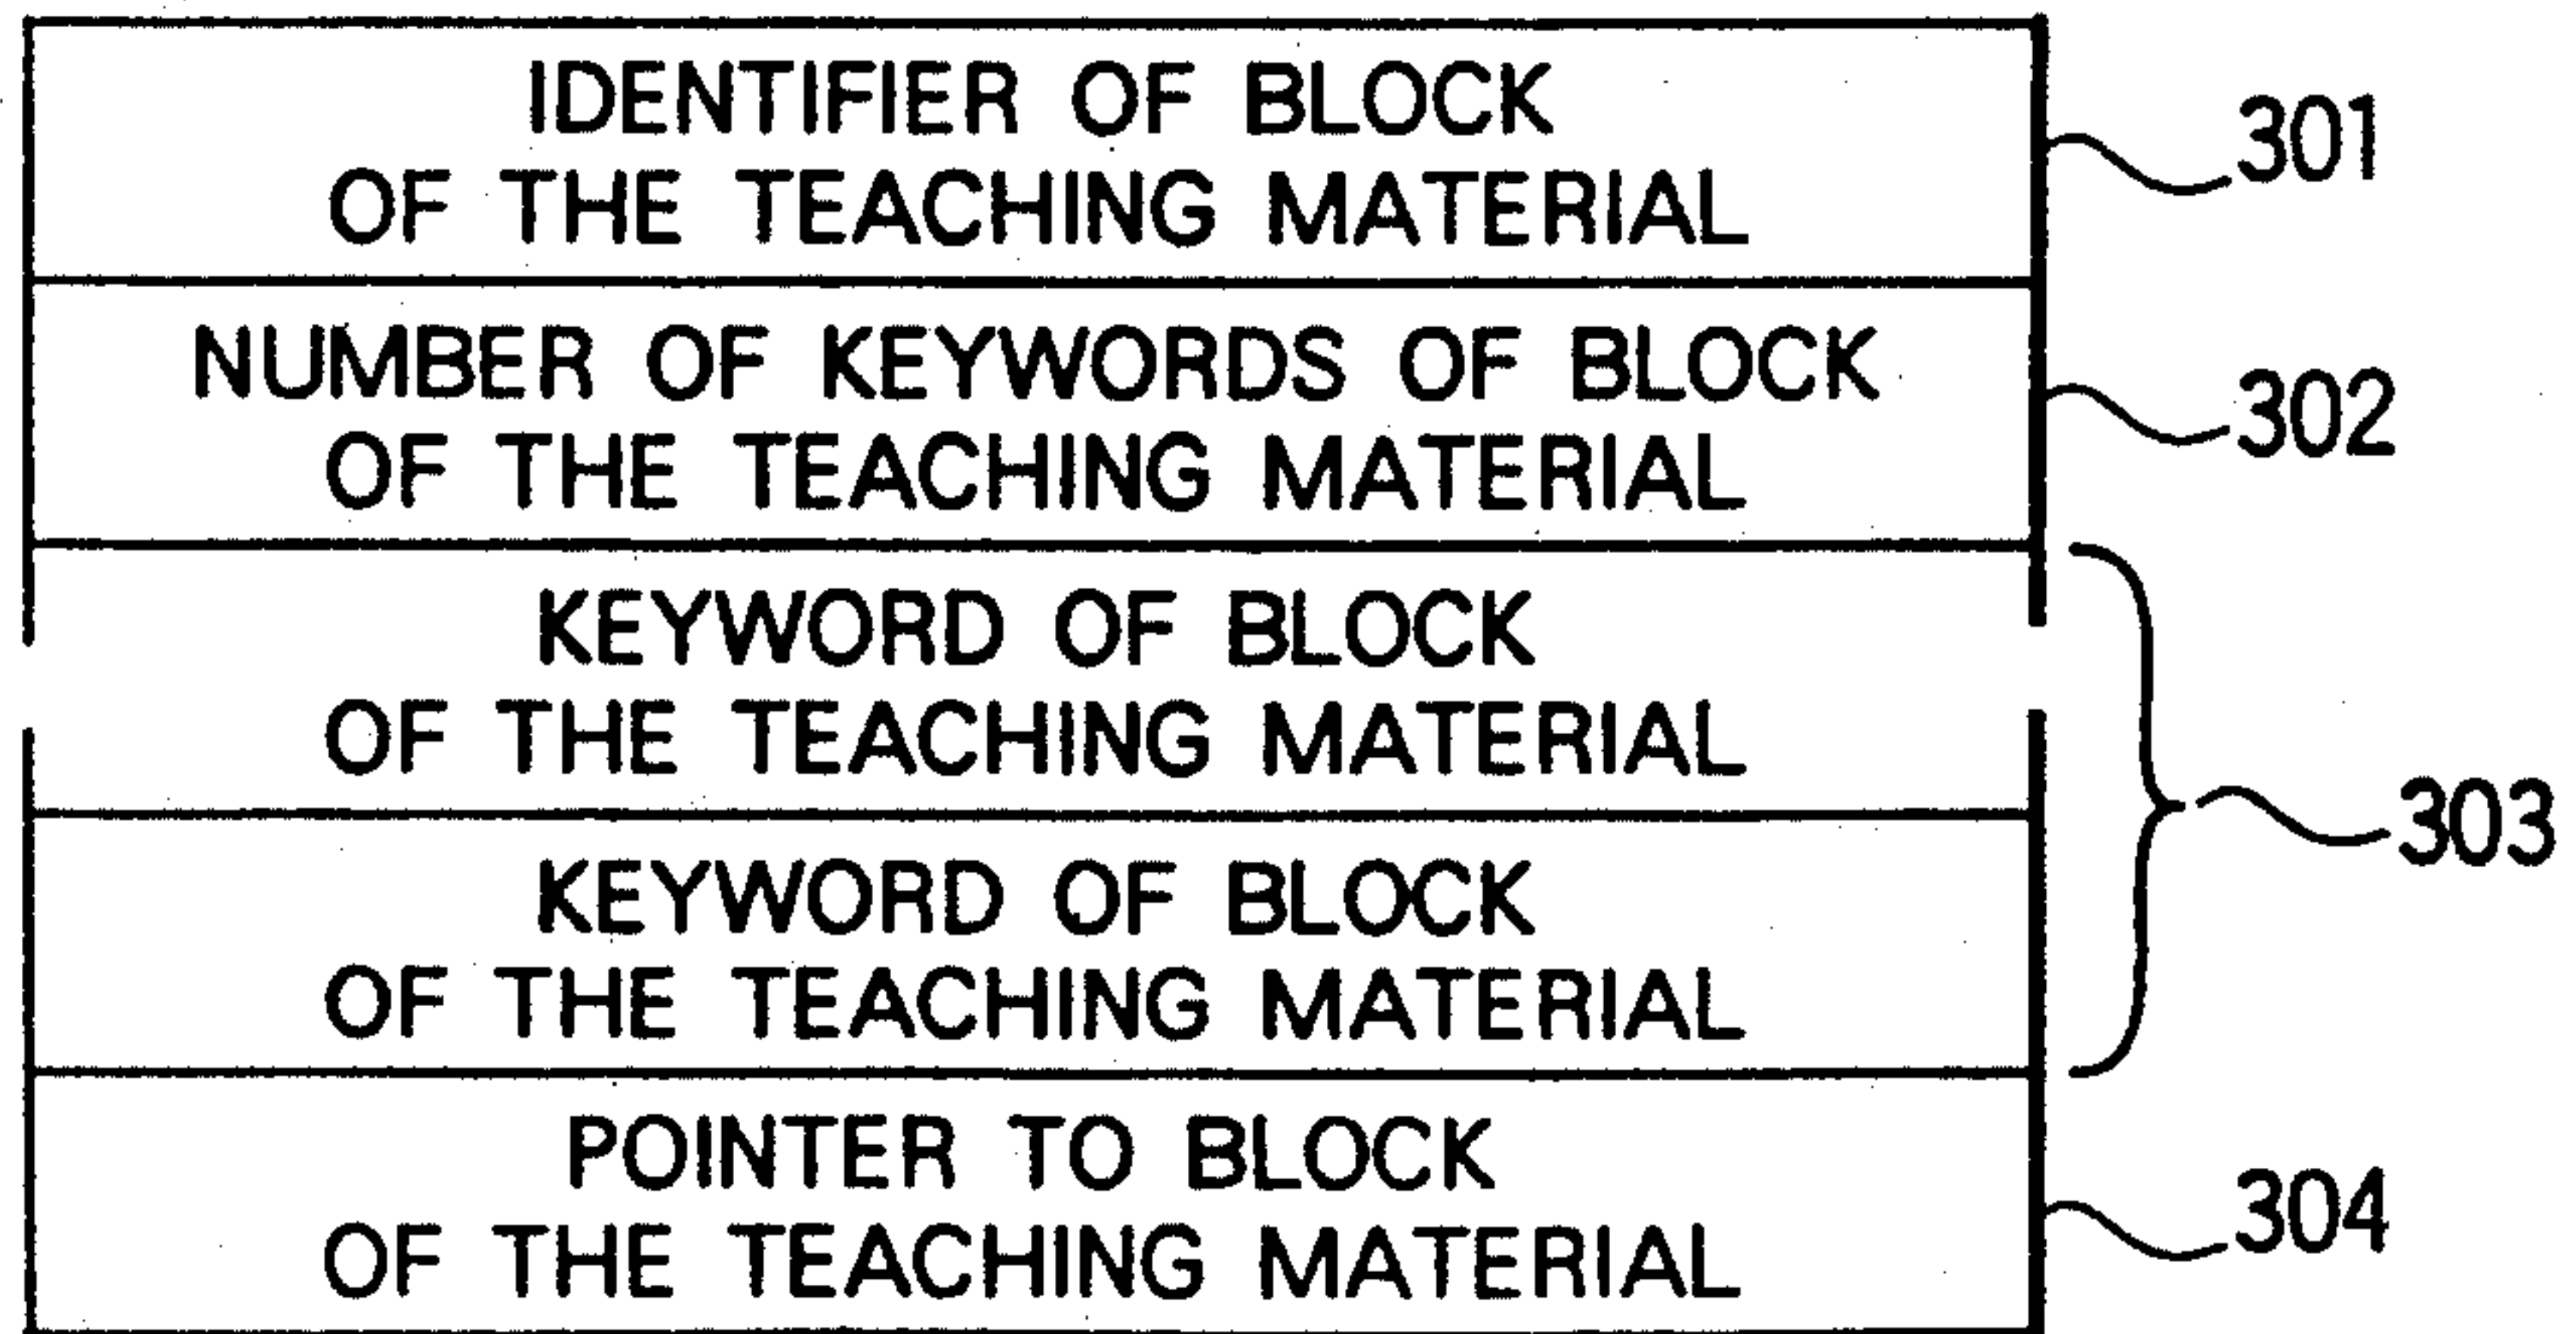 IDENTIFIER OF BLOCK
OF THE TEACHING MATERIAL
301
NUMBER OF KEYWORDS OF BLOCK
OF THE TEACHING MATERIAL
302
KEYWORD OF BLOCK
OF THE TEACHING MATERIAL
KEYWORD OF BLOCK
OF THE TEACHING MATERIAL
303
POINTER TO BLOCK
OF THE TEACHING MATERIAL
304